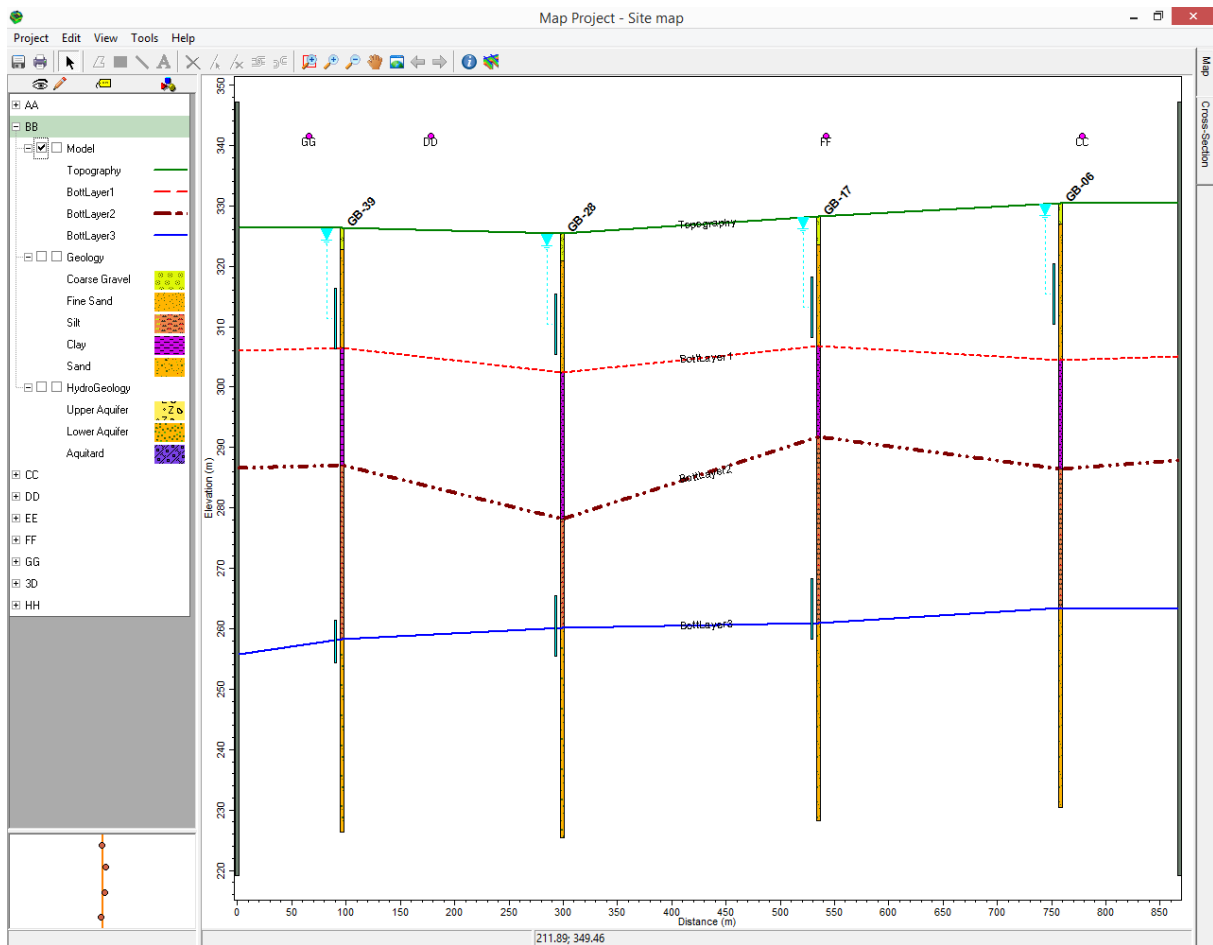 Map Project - Site map
Project Edit View Tools Help
Map
Cross-Section
AA
BB
Model
Topography
BottLayer1
BottLayer2
BottLayer3
Geology
Coarse Gravel
Fine Sand
Silt
Clay
Sand
HydroGeology
Upper Aquifer
Lower Aquifer
Aquitard
CC
DD
EE
FF
GG
3D
HH
Elevation (m)
350
340
330
320
310
300
290
280
270
260
250
240
230
220
GG DD FF CC
GB-39 GB-28 GB-17 GB-06
Topography
BottLayer1
BottLayer2
BottLayer3
0 50 100 150 200 250 300 350 400 450 500 550 600 650 700 750 800 850
Distance (m)
211.89; 349.46